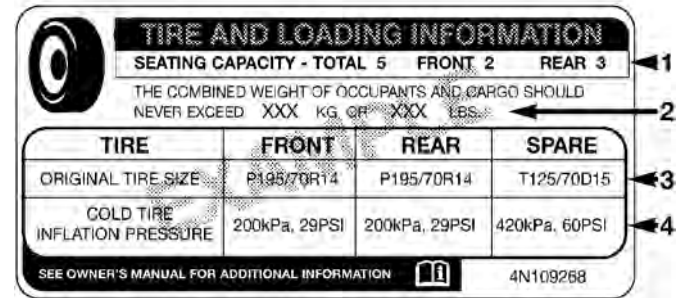 TIRE AND LOADING INFORMATION
SEATING CAPACITY - TOTAL 5 FRONT 2 REAR 3
1
THE COMBINED WEIGHT OF OCCUPANTS AND CARGO SHOULD
NEVER EXCEED XXX KG OR XXX LBS.
2
TIRE FRONT REAR SPARE
ORIGINAL TIRE SIZE P195/70R14 P195/70R14 T125/70D15
3
COLD TIRE
INFLATION PRESSURE 200kPa, 29PSI 200kPa, 29PSI 420kPa, 60PSI
4
SEE OWNER'S MANUAL FOR ADDITIONAL INFORMATION 4N109268
EXAMPLE